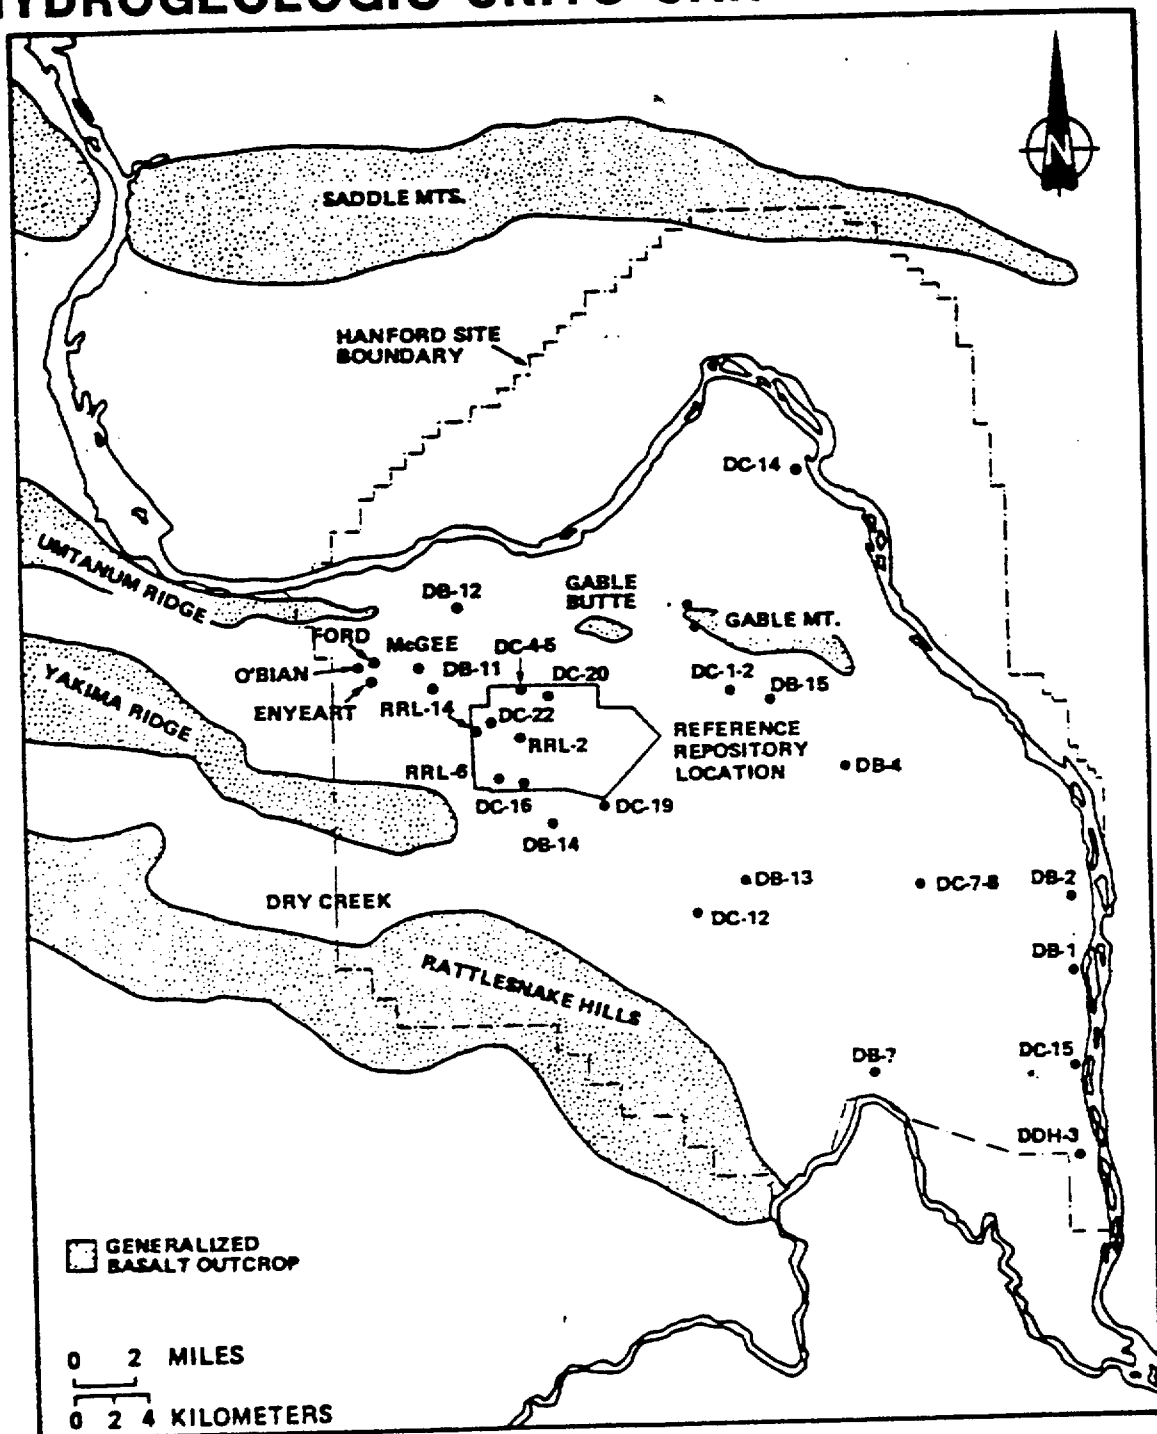 HYDROGEOLOGIC UNITS
N
SADDLE MTS.
HANFORD SITE
BOUNDARY
DC-14
UMTANUM RIDGE
DB-12
GABLE
BUTTE
GABLE MT.
FORD
McGEE
DC-4-5
O'BIAN
DB-11
DC-20
DC-1-2
DB-15
ENYEART
RRL-14
DC-22
YAKIMA RIDGE
RRL-2
REFERENCE
REPOSITORY
LOCATION
DB-4
RRL-6
DC-16
DC-19
DB-14
DB-13
DC-7-8
DB-2
DRY CREEK
DC-12
DB-1
RATTLESNAKE HILLS
DB-7
DC-15
DDH-3
GENERALIZED
BASALT OUTCROP
0 2 MILES
0 2 4 KILOMETERS